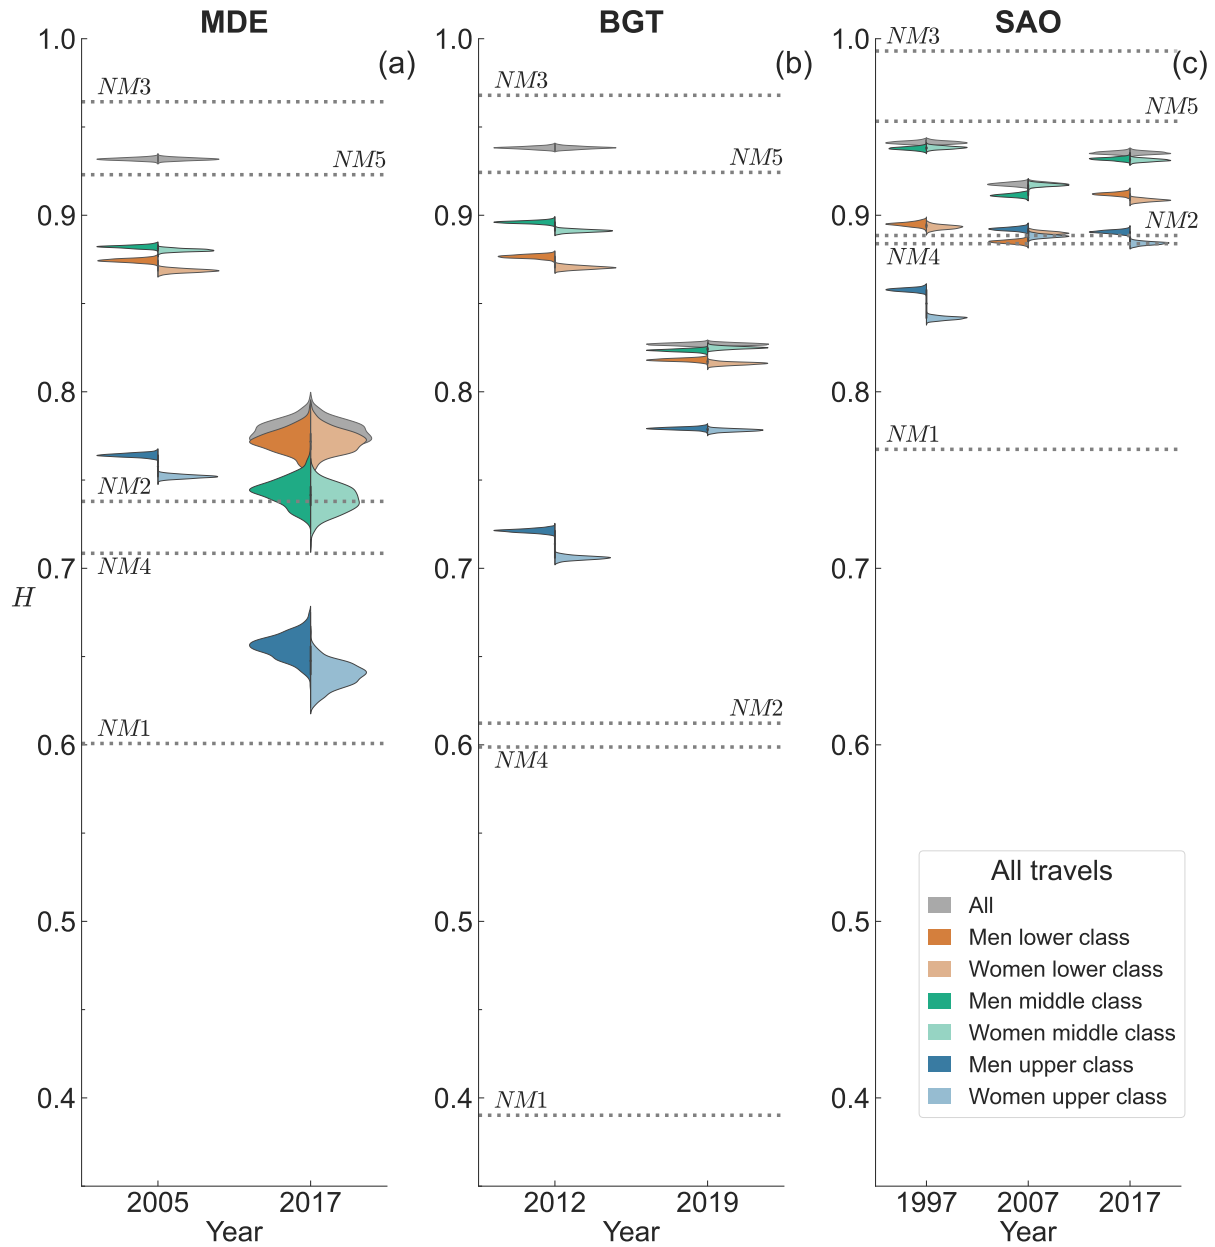 MDE
BGT
SAO
(a)
(b)
(c)
1.0
0.9
0.8
0.7
0.6
0.5
0.4
H
NM3
NM5
NM2
NM4
NM1
2005
2017
Year
1.0
0.9
0.8
0.7
0.6
0.5
0.4
NM3
NM5
NM2
NM4
NM1
2012
2019
Year
1.0
0.9
0.8
0.7
0.6
0.5
0.4
NM3
NM5
NM2
NM4
NM1
All travels
All
Men lower class
Women lower class
Men middle class
Women middle class
Men upper class
Women upper class
1997
2007
2017
Year